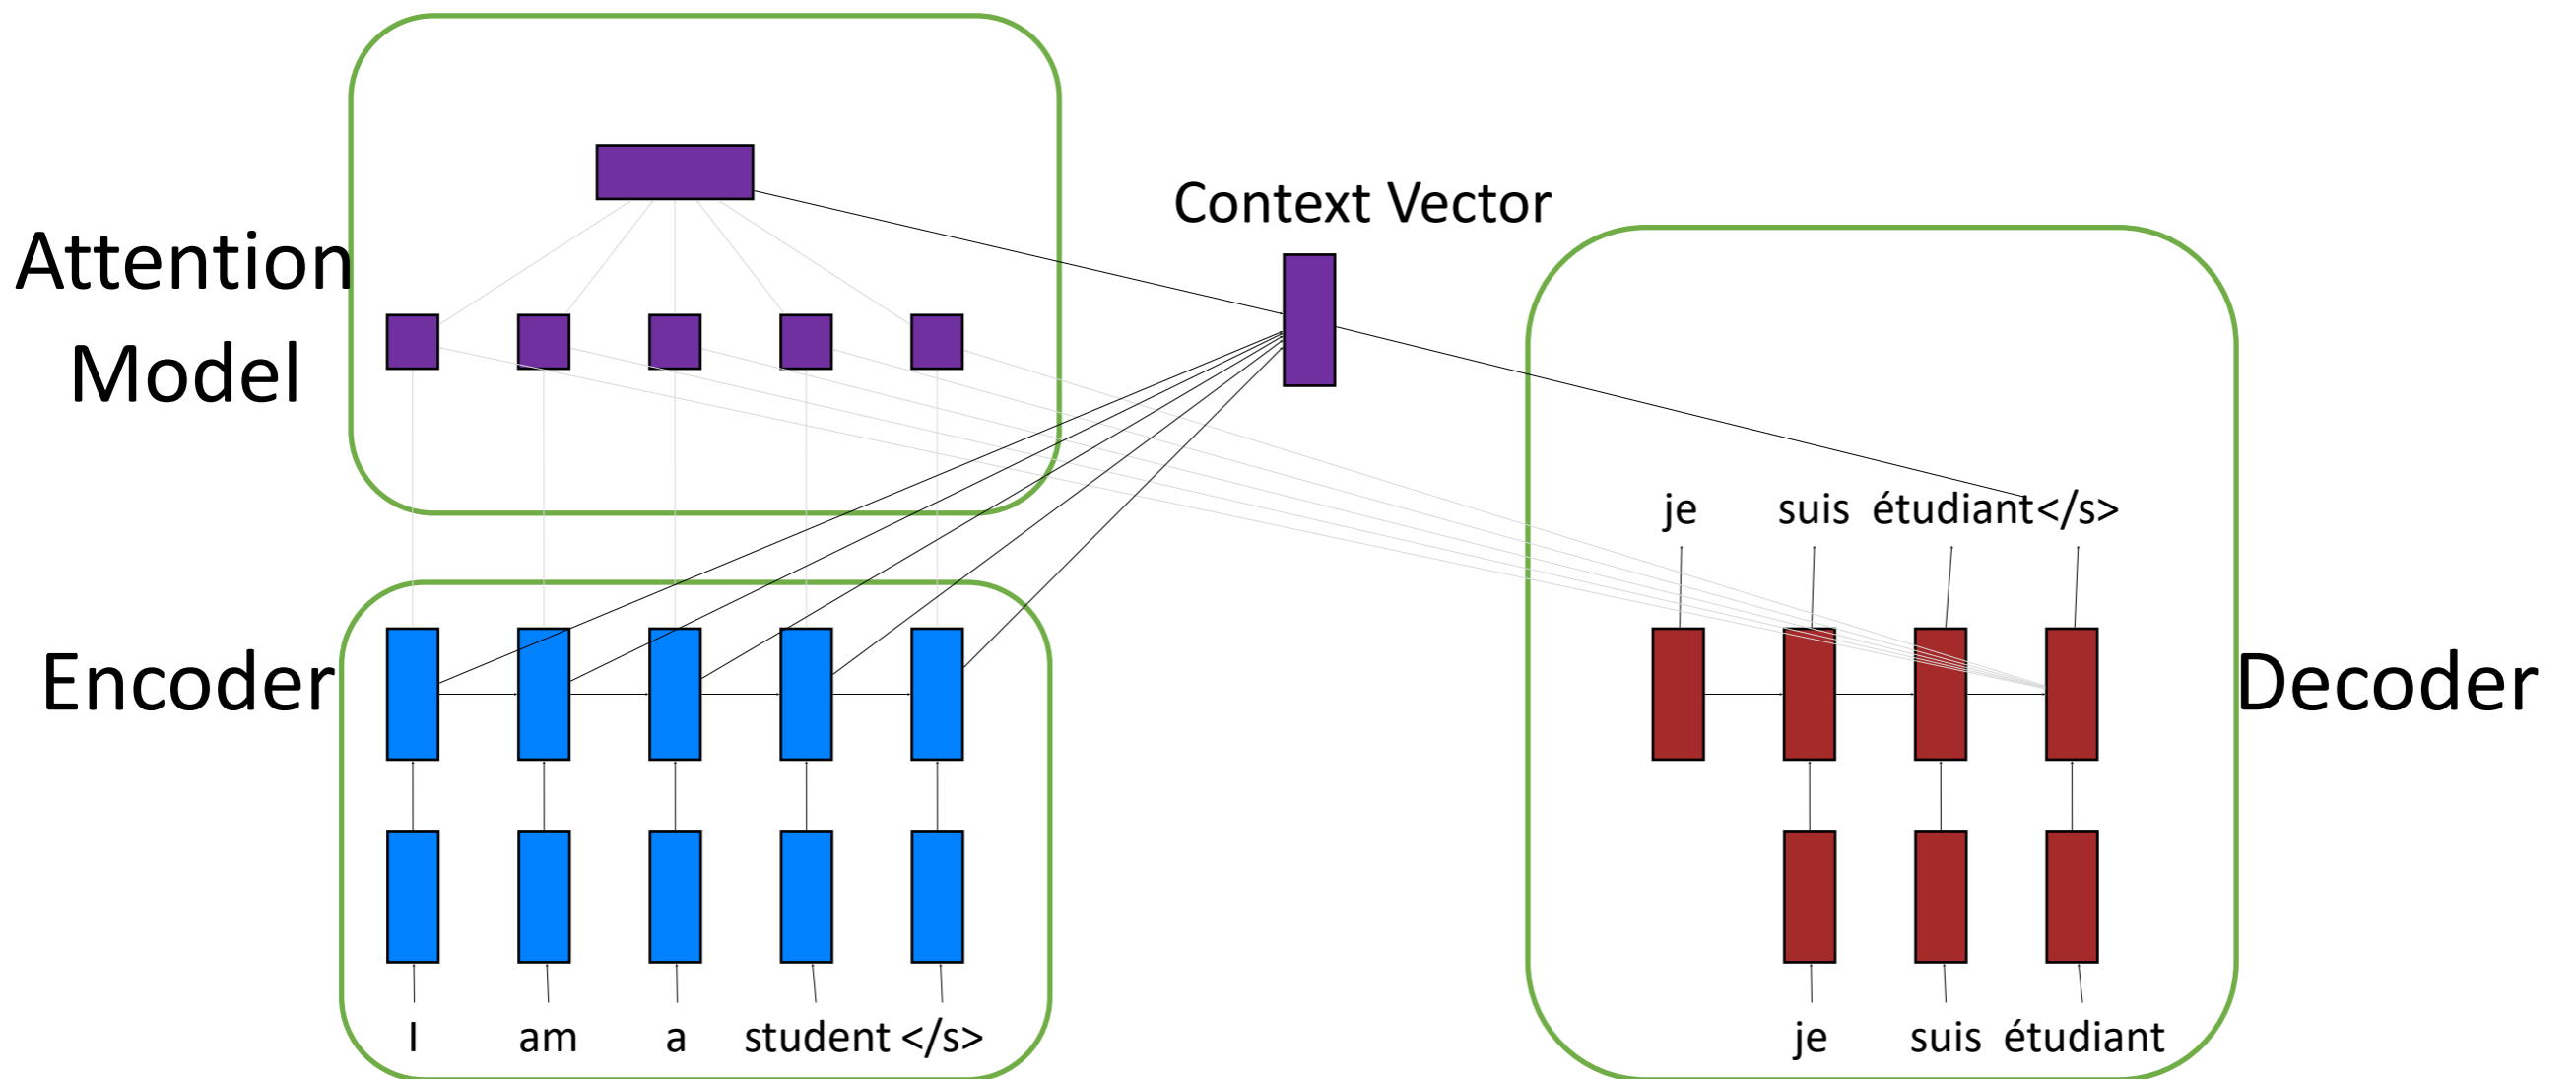 Context Vector
Attention
Model
je suis étudiant</s>
Encoder
Decoder
I am a student </s>
je suis étudiant